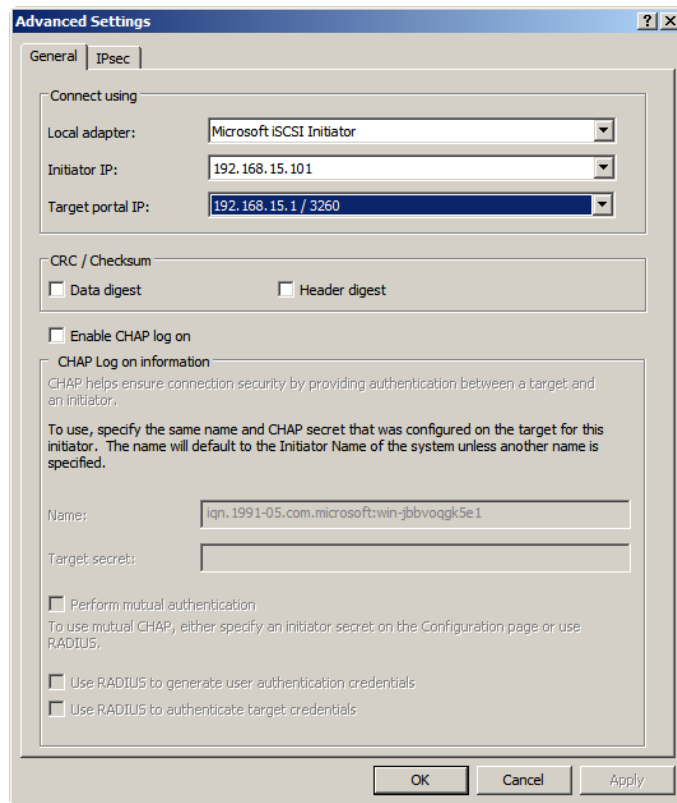 Advanced Settings
? X
General
IPsec
Connect using
Local adapter:
Microsoft iSCSI Initiator
Initiator IP:
192.168.15.101
Target portal IP:
192.168.15.1 / 3260
CRC / Checksum
Data digest
Header digest
Enable CHAP log on
CHAP Log on information
CHAP helps ensure connection security by providing authentication between a target and
an initiator.
To use, specify the same name and CHAP secret that was configured on the target for this
initiator. The name will default to the Initiator Name of the system unless another name is
specified.
Name:
iqn.1991-05.com.microsoft:win-jbbvoqgk5e1
Target secret:
Perform mutual authentication
To use mutual CHAP, either specify an initiator secret on the Configuration page or use
RADIUS.
Use RADIUS to generate user authentication credentials
Use RADIUS to authenticate target credentials
OK
Cancel
Apply